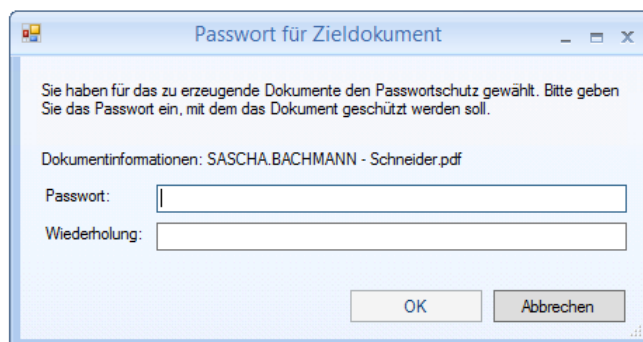 Passwort für Zieldokument
Sie haben für das zu erzeugende Dokumente den Passwortschutz gewählt. Bitte geben
Sie das Passwort ein, mit dem das Dokument geschützt werden soll.
Dokumentinformationen: SASCHA.BACHMANN - Schneider.pdf
Passwort:
Wiederholung:
OK Abbrechen